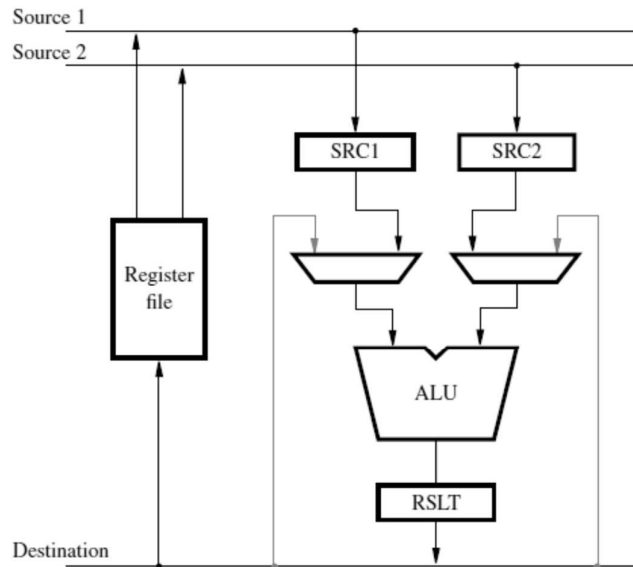 Source 1
Source 2
SRC1
SRC2
Register
file
ALU
RSLT
Destination